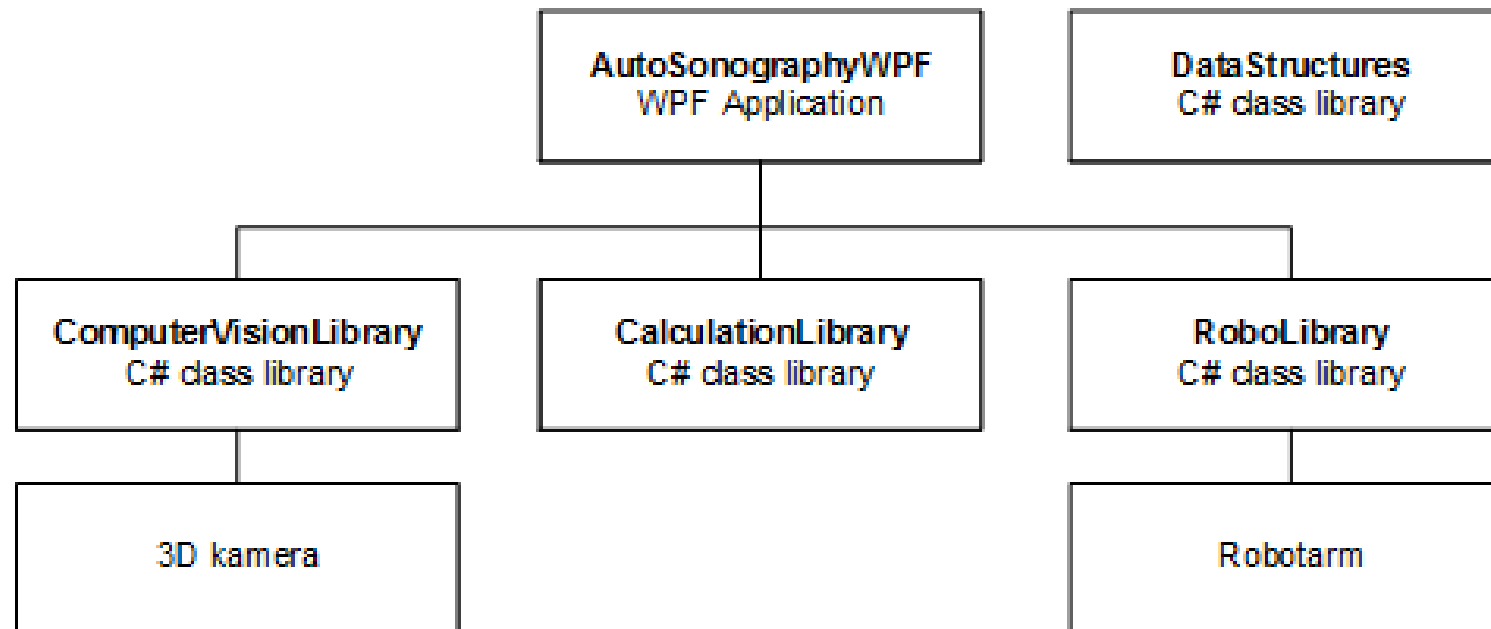 AutoSonographyWPF
WPF Application
DataStructures
C# class library
ComputerVisionLibrary
C# class library
CalculationLibrary
C# class library
RoboLibrary
C# class library
3D kamera
Robotarm